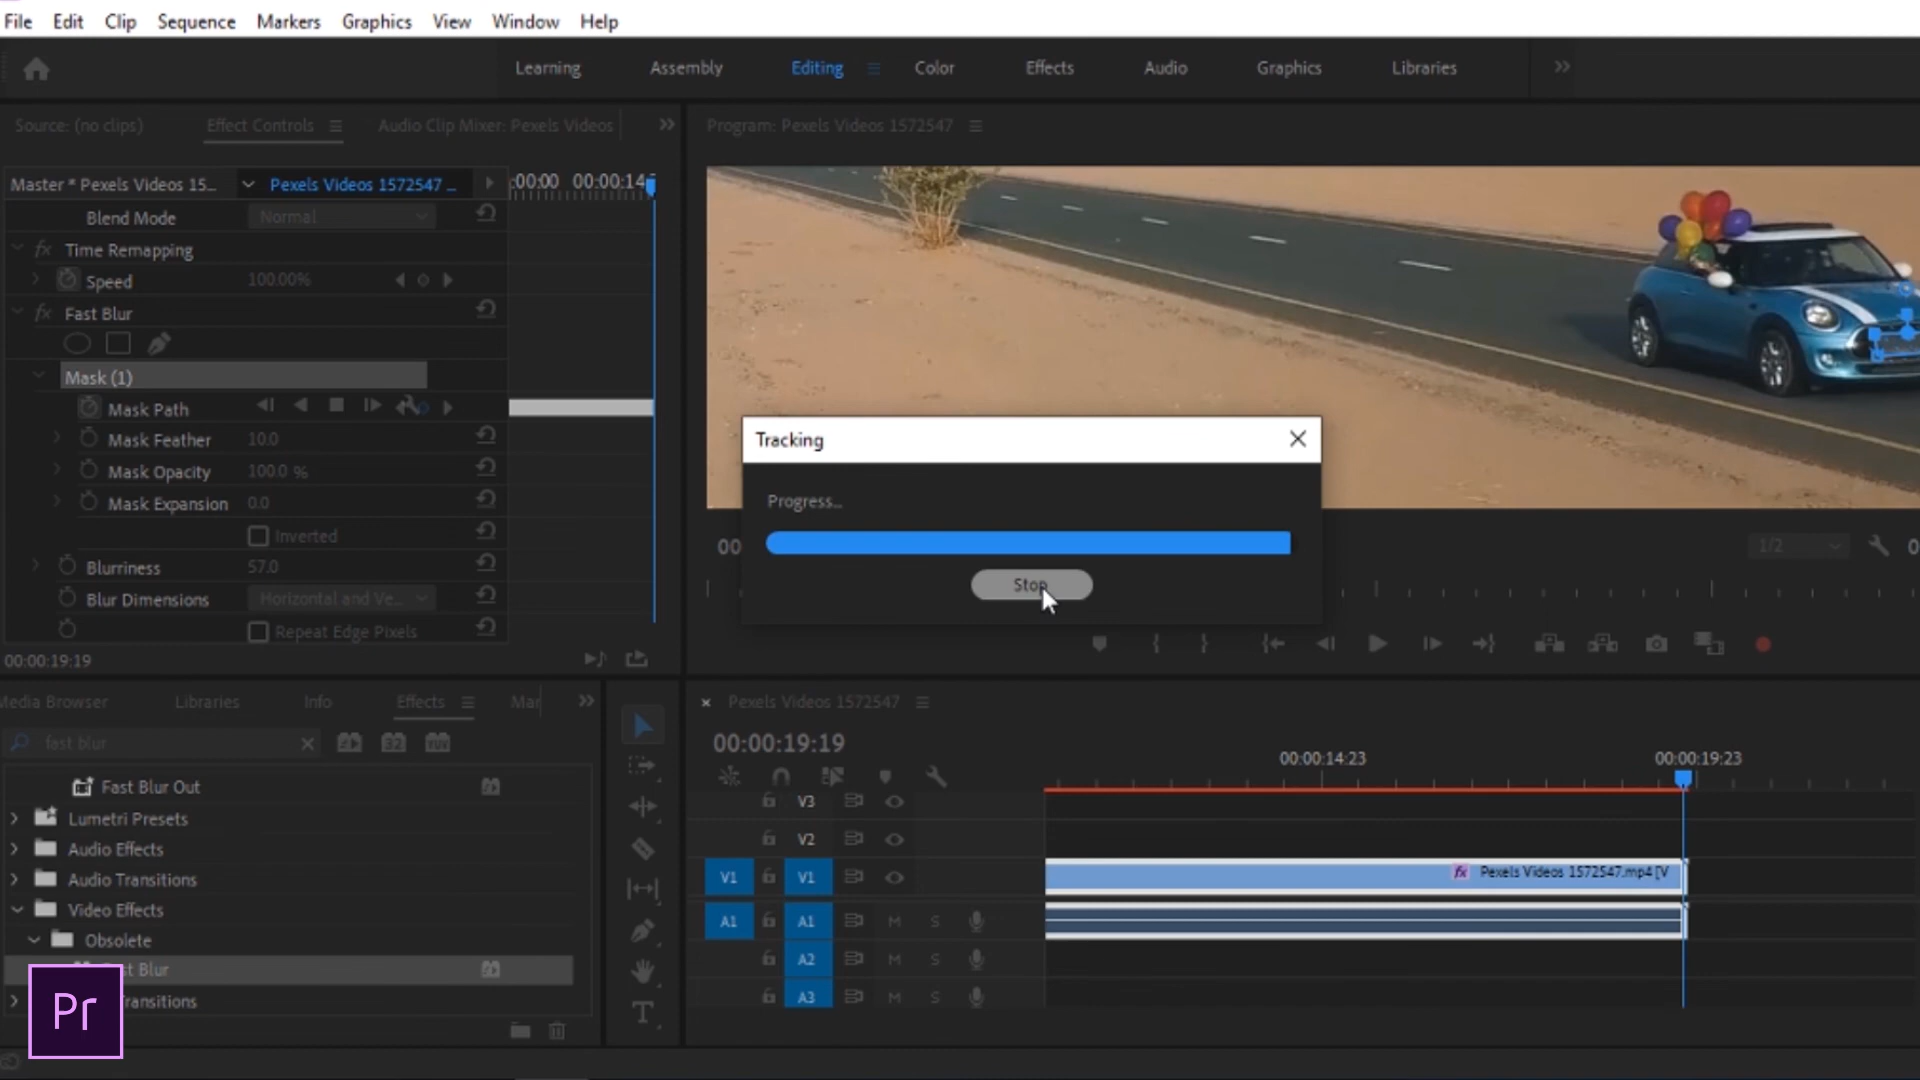 File Edit Clip Sequence Markers Graphics View Window Help
Learning Assembly Editing Color Effects Audio Graphics Libraries
Source: (no clips) Effect Controls Audio Clip Mixer: Pexels Videos
Program: Pexels Videos 1572547
Master * Pexels Videos 15... Pexels Videos 1572547 ...
:00:00 00:00:14:
Blend Mode Normal
fx Time Remapping
Speed 100.00%
fx Fast Blur
Mask (1)
Mask Path
Mask Feather 10.0
Mask Opacity 100.0 %
Mask Expansion 0.0
Inverted
Blurriness 57.0
Blur Dimensions Horizontal and Ve...
Repeat Edge Pixels
00:00:19:19
Tracking
Progress...
Stop
00
1/2
0
Media Browser Libraries Info Effects Mar
fast blur
32 YUV
Fast Blur Out
Lumetri Presets
Audio Effects
Audio Transitions
Video Effects
Obsolete
st Blur
ransitions
Pr
T
× Pexels Videos 1572547
00:00:19:19
00:00:14:23 00:00:19:23
V3
V2
V1 V1
fx Pexels Videos 1572547.mp4 [V
A1 A1 M S
A2 M S
A3 M S